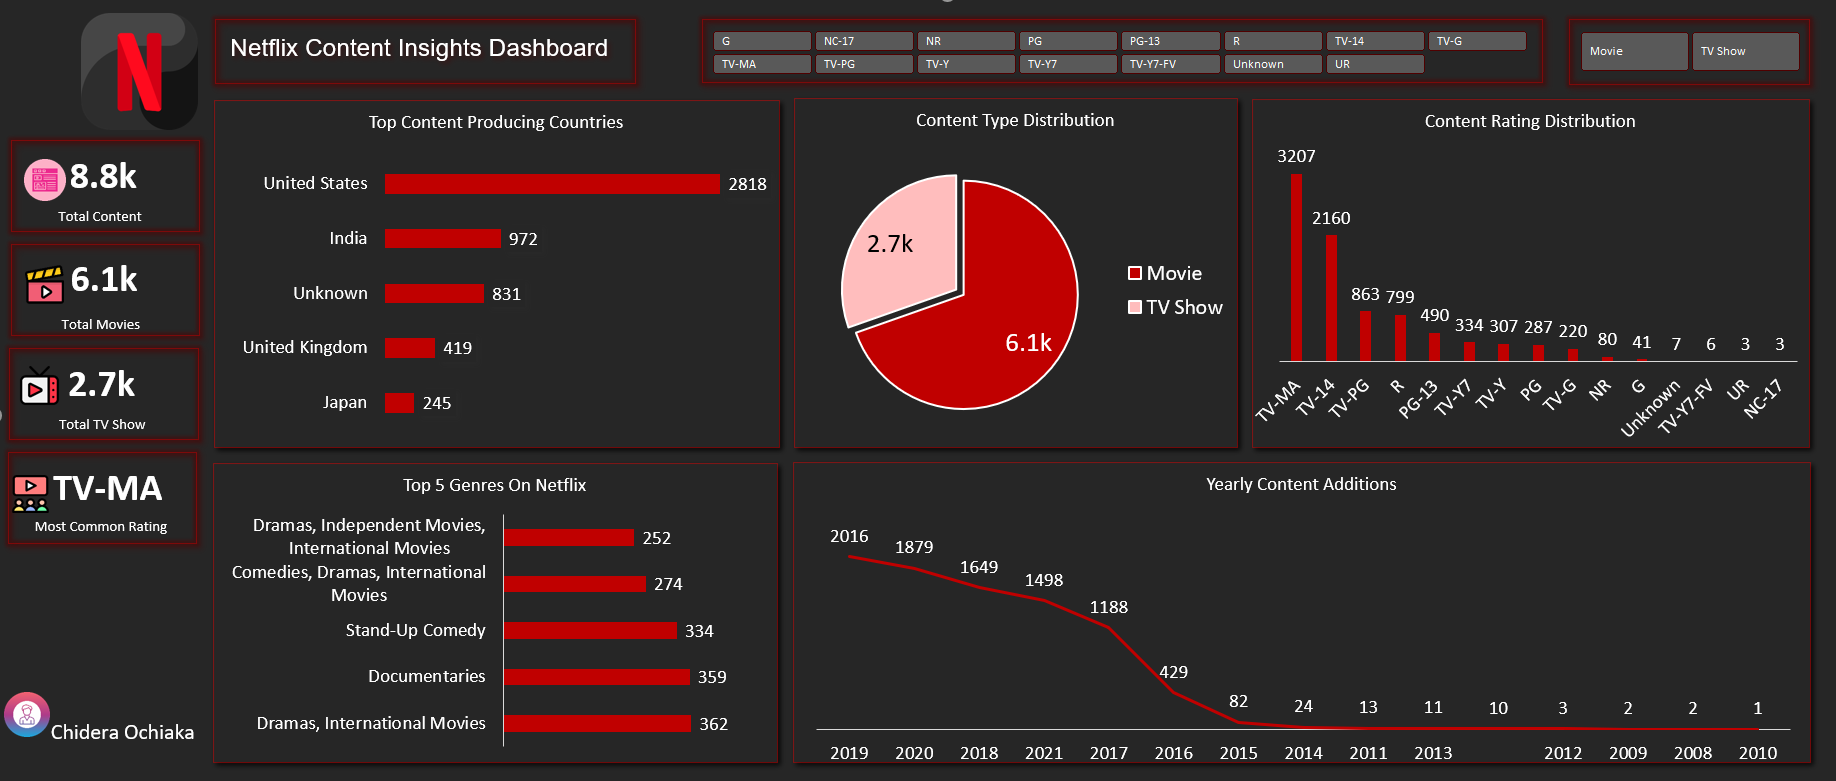 N
Netflix Content Insights Dashboard
G NC-17 NR PG PG-13 R TV-14 TV-G
TV-MA TV-PG TV-Y TV-Y7 TV-Y7-FV Unknown UR
Movie TV Show
8.8k
Total Content
6.1k
Total Movies
2.7k
Total TV Show
TV-MA
Most Common Rating
Chidera Ochiaka
Top Content Producing Countries
United States 2818
India 972
Unknown 831
United Kingdom 419
Japan 245
Content Type Distribution
2.7k
6.1k
Movie
TV Show
Content Rating Distribution
3207 2160 863 799 490 334 307 287 220 80 41 7 6 3 3
TV-MA TV-14 TV-PG R PG-13 TV-Y7 TV-Y PG TV-G NR G Unknown TV-Y7-FV UR NC-17
Top 5 Genres On Netflix
Dramas, Independent Movies,
International Movies 252
Comedies, Dramas, International
Movies 274
Stand-Up Comedy 334
Documentaries 359
Dramas, International Movies 362
Yearly Content Additions
2016 1879 1649 1498 1188 429 82 24 13 11 10 3 2 2 1
2019 2020 2018 2021 2017 2016 2015 2014 2011 2013 2012 2009 2008 2010